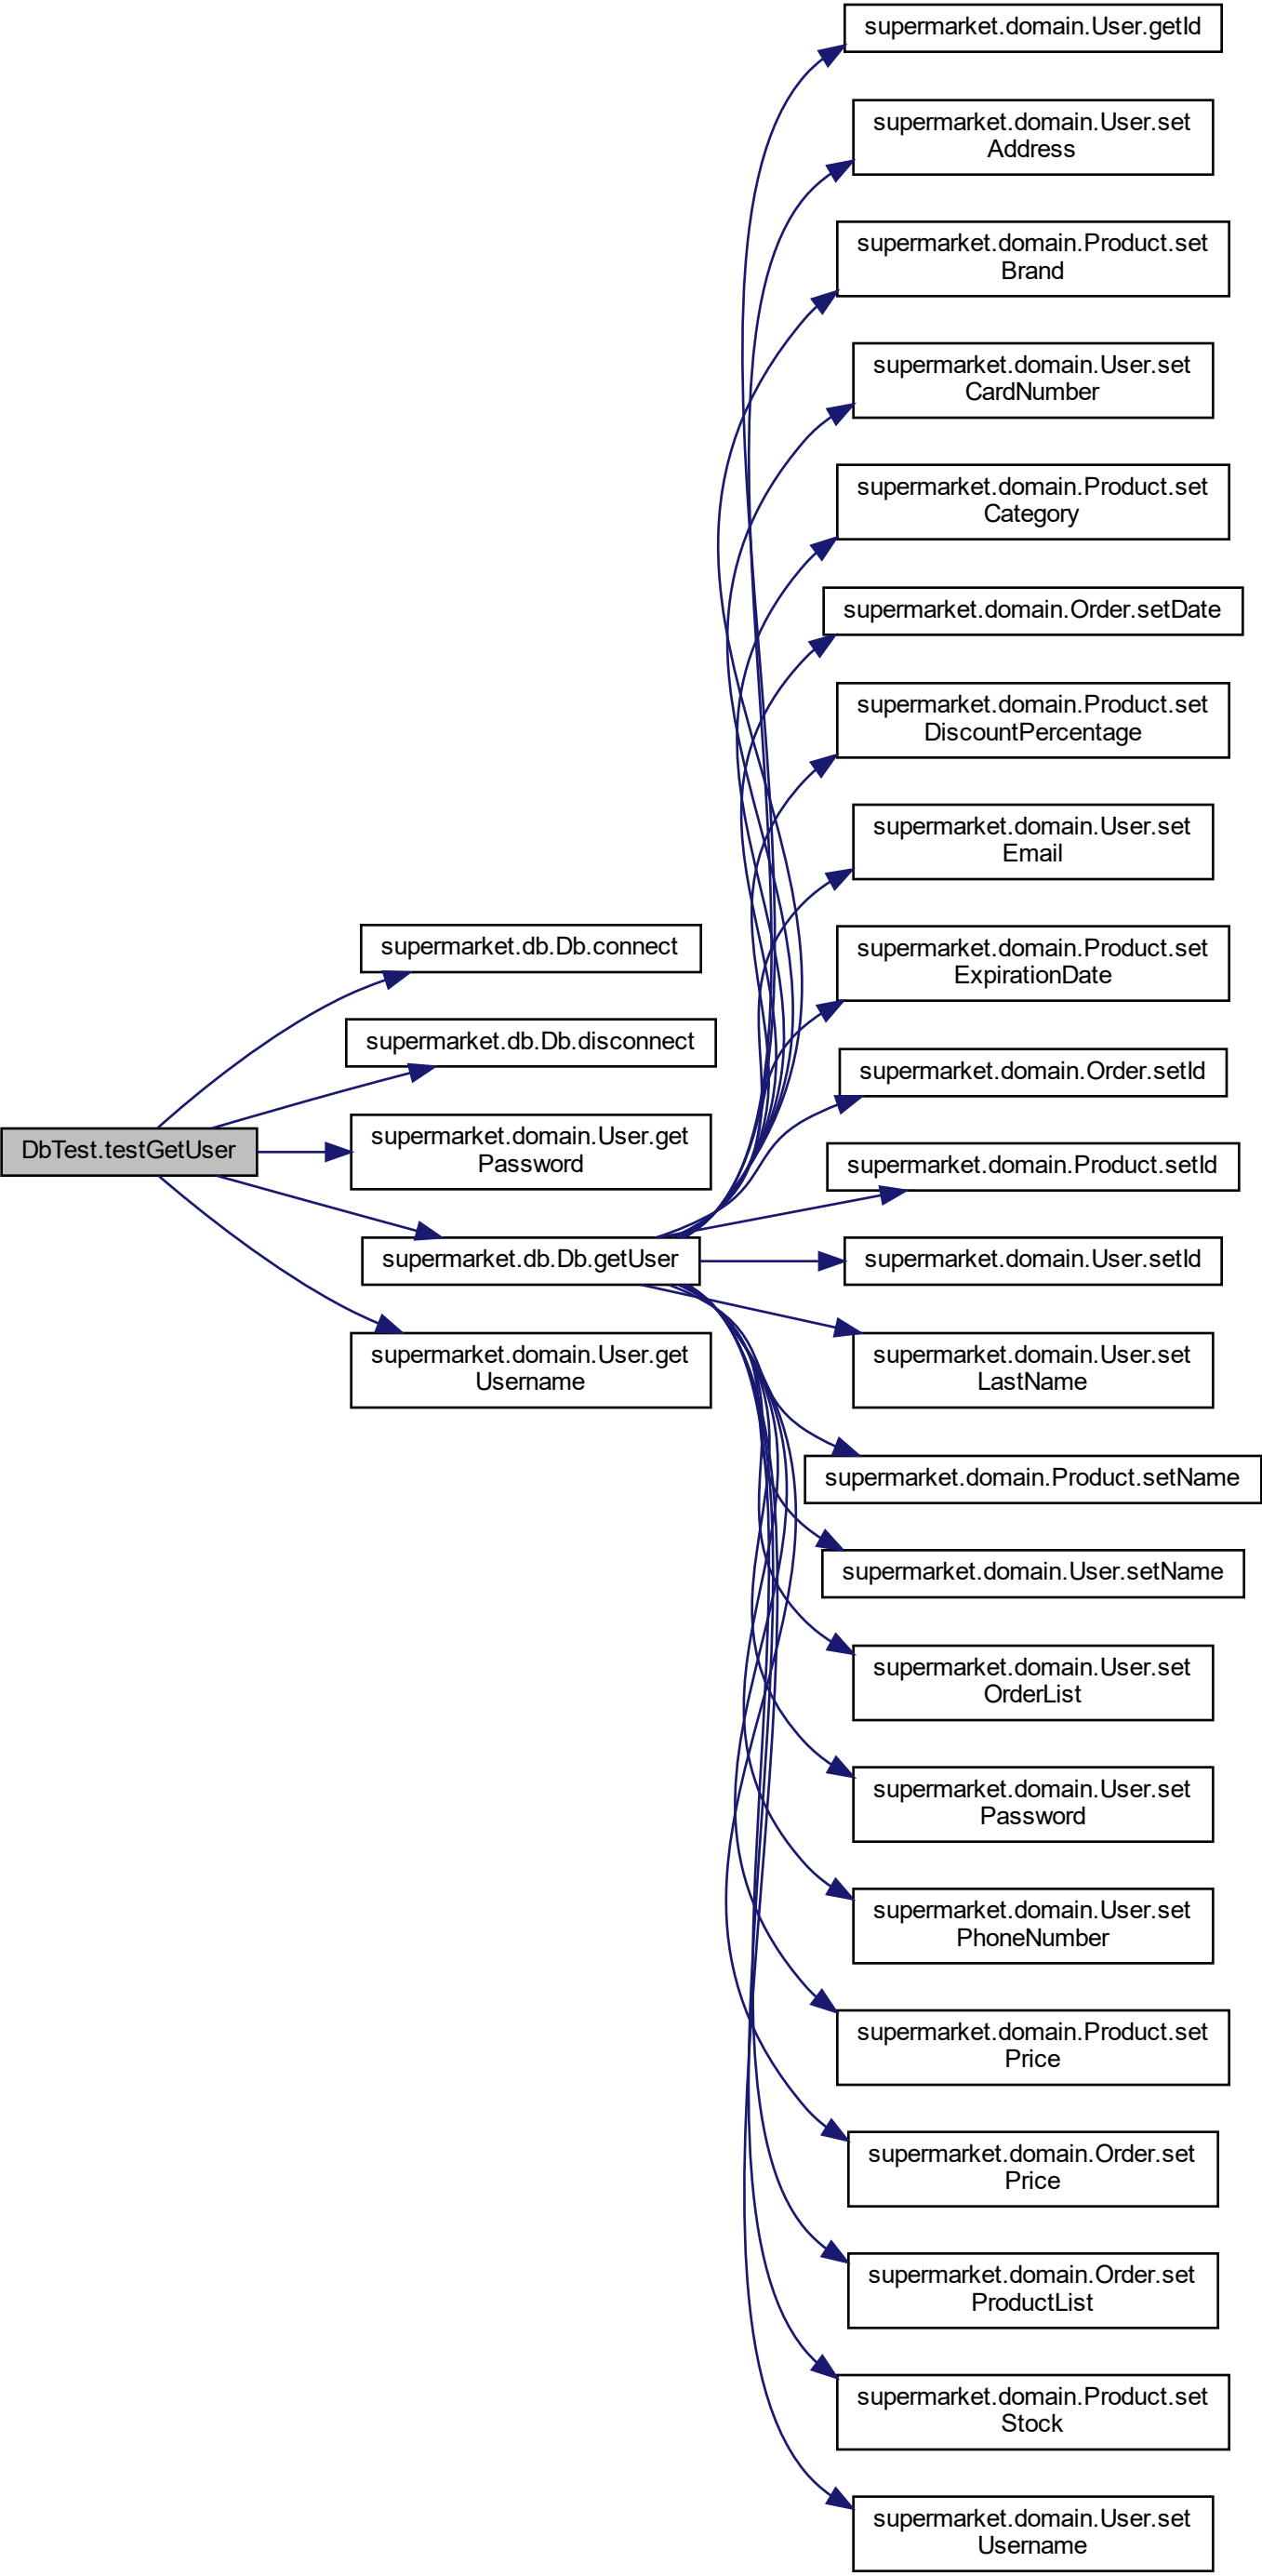 DbTest.testGetUser
supermarket.db.Db.connect
supermarket.db.Db.disconnect
supermarket.domain.User.get
Password
supermarket.db.Db.getUser
supermarket.domain.User.get
Username
supermarket.domain.User.getId
supermarket.domain.User.set
Address
supermarket.domain.Product.set
Brand
supermarket.domain.User.set
CardNumber
supermarket.domain.Product.set
Category
supermarket.domain.Order.setDate
supermarket.domain.Product.set
DiscountPercentage
supermarket.domain.User.set
Email
supermarket.domain.Product.set
ExpirationDate
supermarket.domain.Order.setId
supermarket.domain.Product.setId
supermarket.domain.User.setId
supermarket.domain.User.set
LastName
supermarket.domain.Product.setName
supermarket.domain.User.setName
supermarket.domain.User.set
OrderList
supermarket.domain.User.set
Password
supermarket.domain.User.set
PhoneNumber
supermarket.domain.Product.set
Price
supermarket.domain.Order.set
Price
supermarket.domain.Order.set
ProductList
supermarket.domain.Product.set
Stock
supermarket.domain.User.set
Username